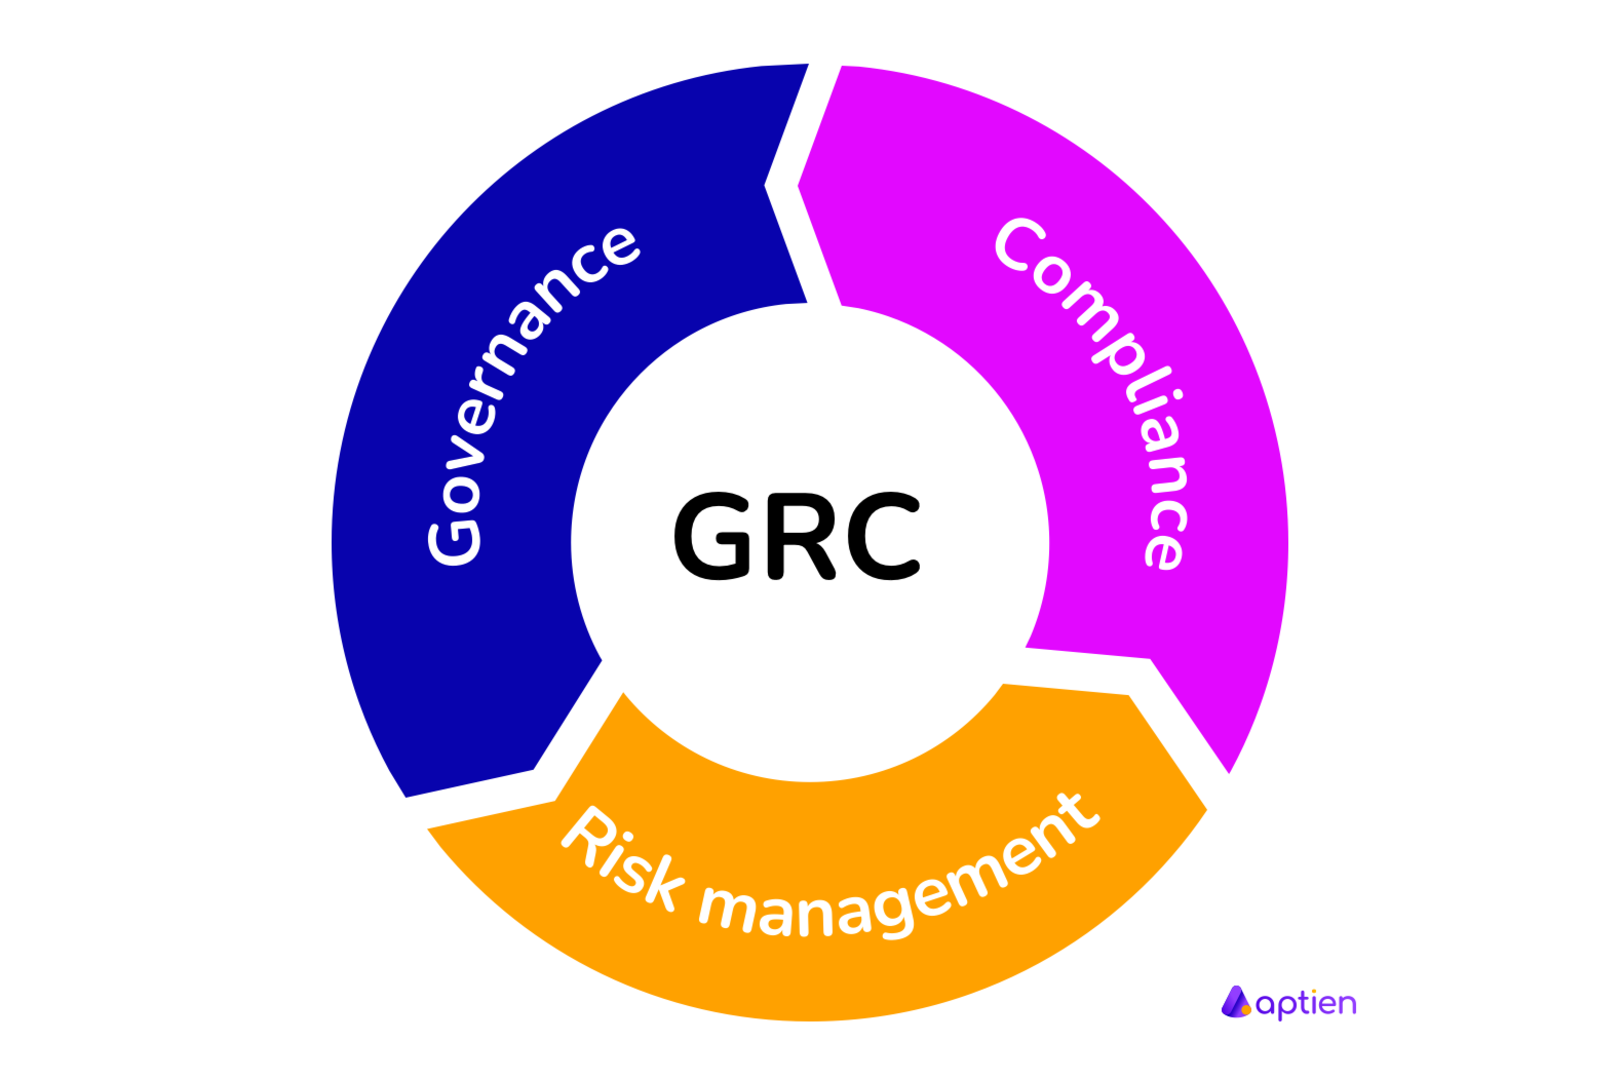 Governance
Compliance
GRC
Risk management
aptien